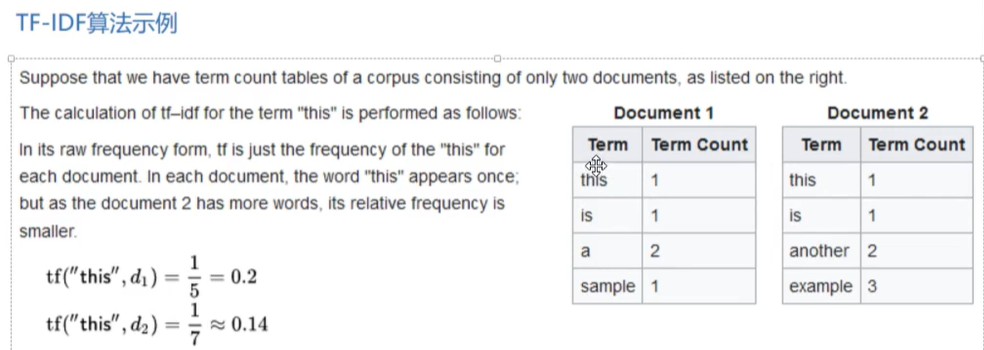 TF-IDF算法示例
Suppose that we have term count tables of a corpus consisting of only two documents, as listed on the right.
The calculation of tf–idf for the term "this" is performed as follows:
In its raw frequency form, tf is just the frequency of the "this" for
each document. In each document, the word "this" appears once;
but as the document 2 has more words, its relative frequency is
smaller.
tf("this", d₁) = 1/5 = 0.2
tf("this", d₂) = 1/7 ≈ 0.14
Document 1
Term Term Count
this 1
is 1
a 2
sample 1
Document 2
Term Term Count
this 1
is 1
another 2
example 3